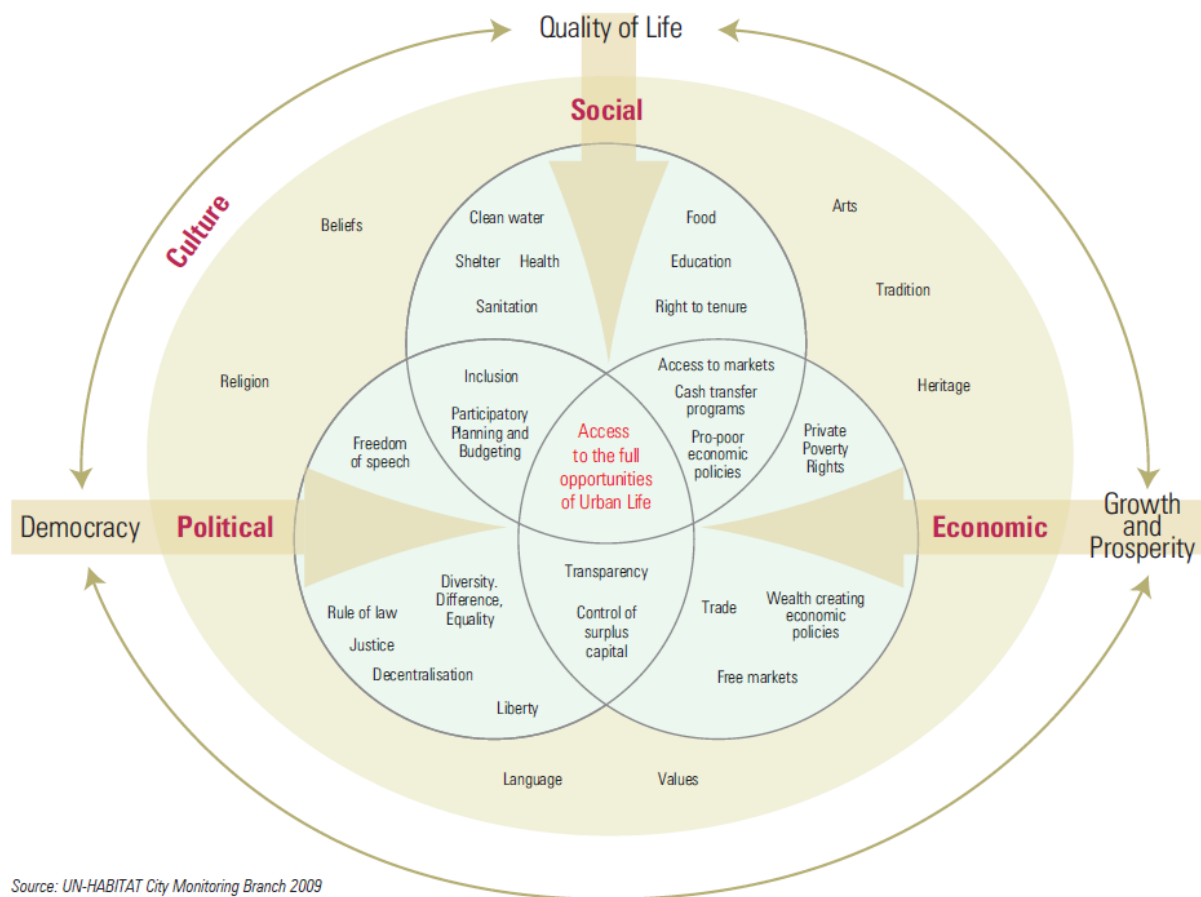 Quality of Life
Social
Culture
Beliefs
Arts
Clean water
Food
Shelter
Health
Education
Tradition
Sanitation
Right to tenure
Religion
Inclusion
Access to markets
Heritage
Cash transfer
programs
Participatory
Planning and
Budgeting
Freedom
of speech
Access
to the full
opportunities
of Urban Life
Pro-poor
economic
policies
Private
Poverty
Rights
Democracy
Political
Economic
Growth
and
Prosperity
Transparency
Diversity.
Difference,
Equality
Rule of law
Justice
Decentralisation
Liberty
Control of
surplus
capital
Trade
Wealth creating
economic
policies
Free markets
Language
Values
Source: UN-HABITAT City Monitoring Branch 2009